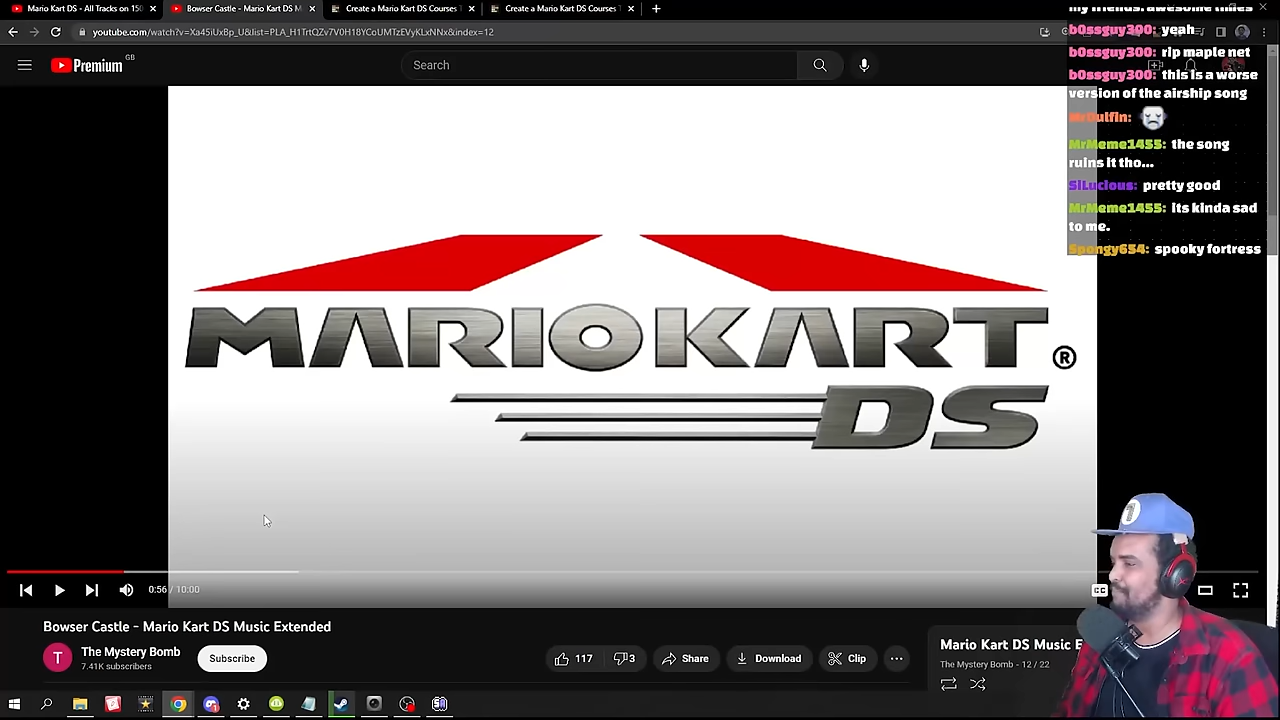 Mario Kart DS - All Tracks on 150
Bowser Castle - Mario Kart DS M
Create a Mario Kart DS Courses T
Create a Mario Kart DS Courses T
youtube.com/watch?v=Xa45iUxBp_U&list=PLA_H1TrtQZv7V0H18YCoUMTzEVyKLxNNx&index=12
my friends. awesome times
b0ssguy300: yeah
b0ssguy300: rip maple net
b0ssguy300: this is a worse
version of the airship song
MrDulfin:
MrMeme1455: the song
ruins it tho...
SiLucious: pretty good
MrMeme1455: its kinda sad
to me.
Spongy654: spooky fortress
Premium GB
Search
MARIOKART®
DS
0:56 / 10:00
CC
Bowser Castle - Mario Kart DS Music Extended
T
The Mystery Bomb
7.41K subscribers
Subscribe
117
3
Share
Download
Clip
Mario Kart DS Music E
The Mystery Bomb - 12 / 22